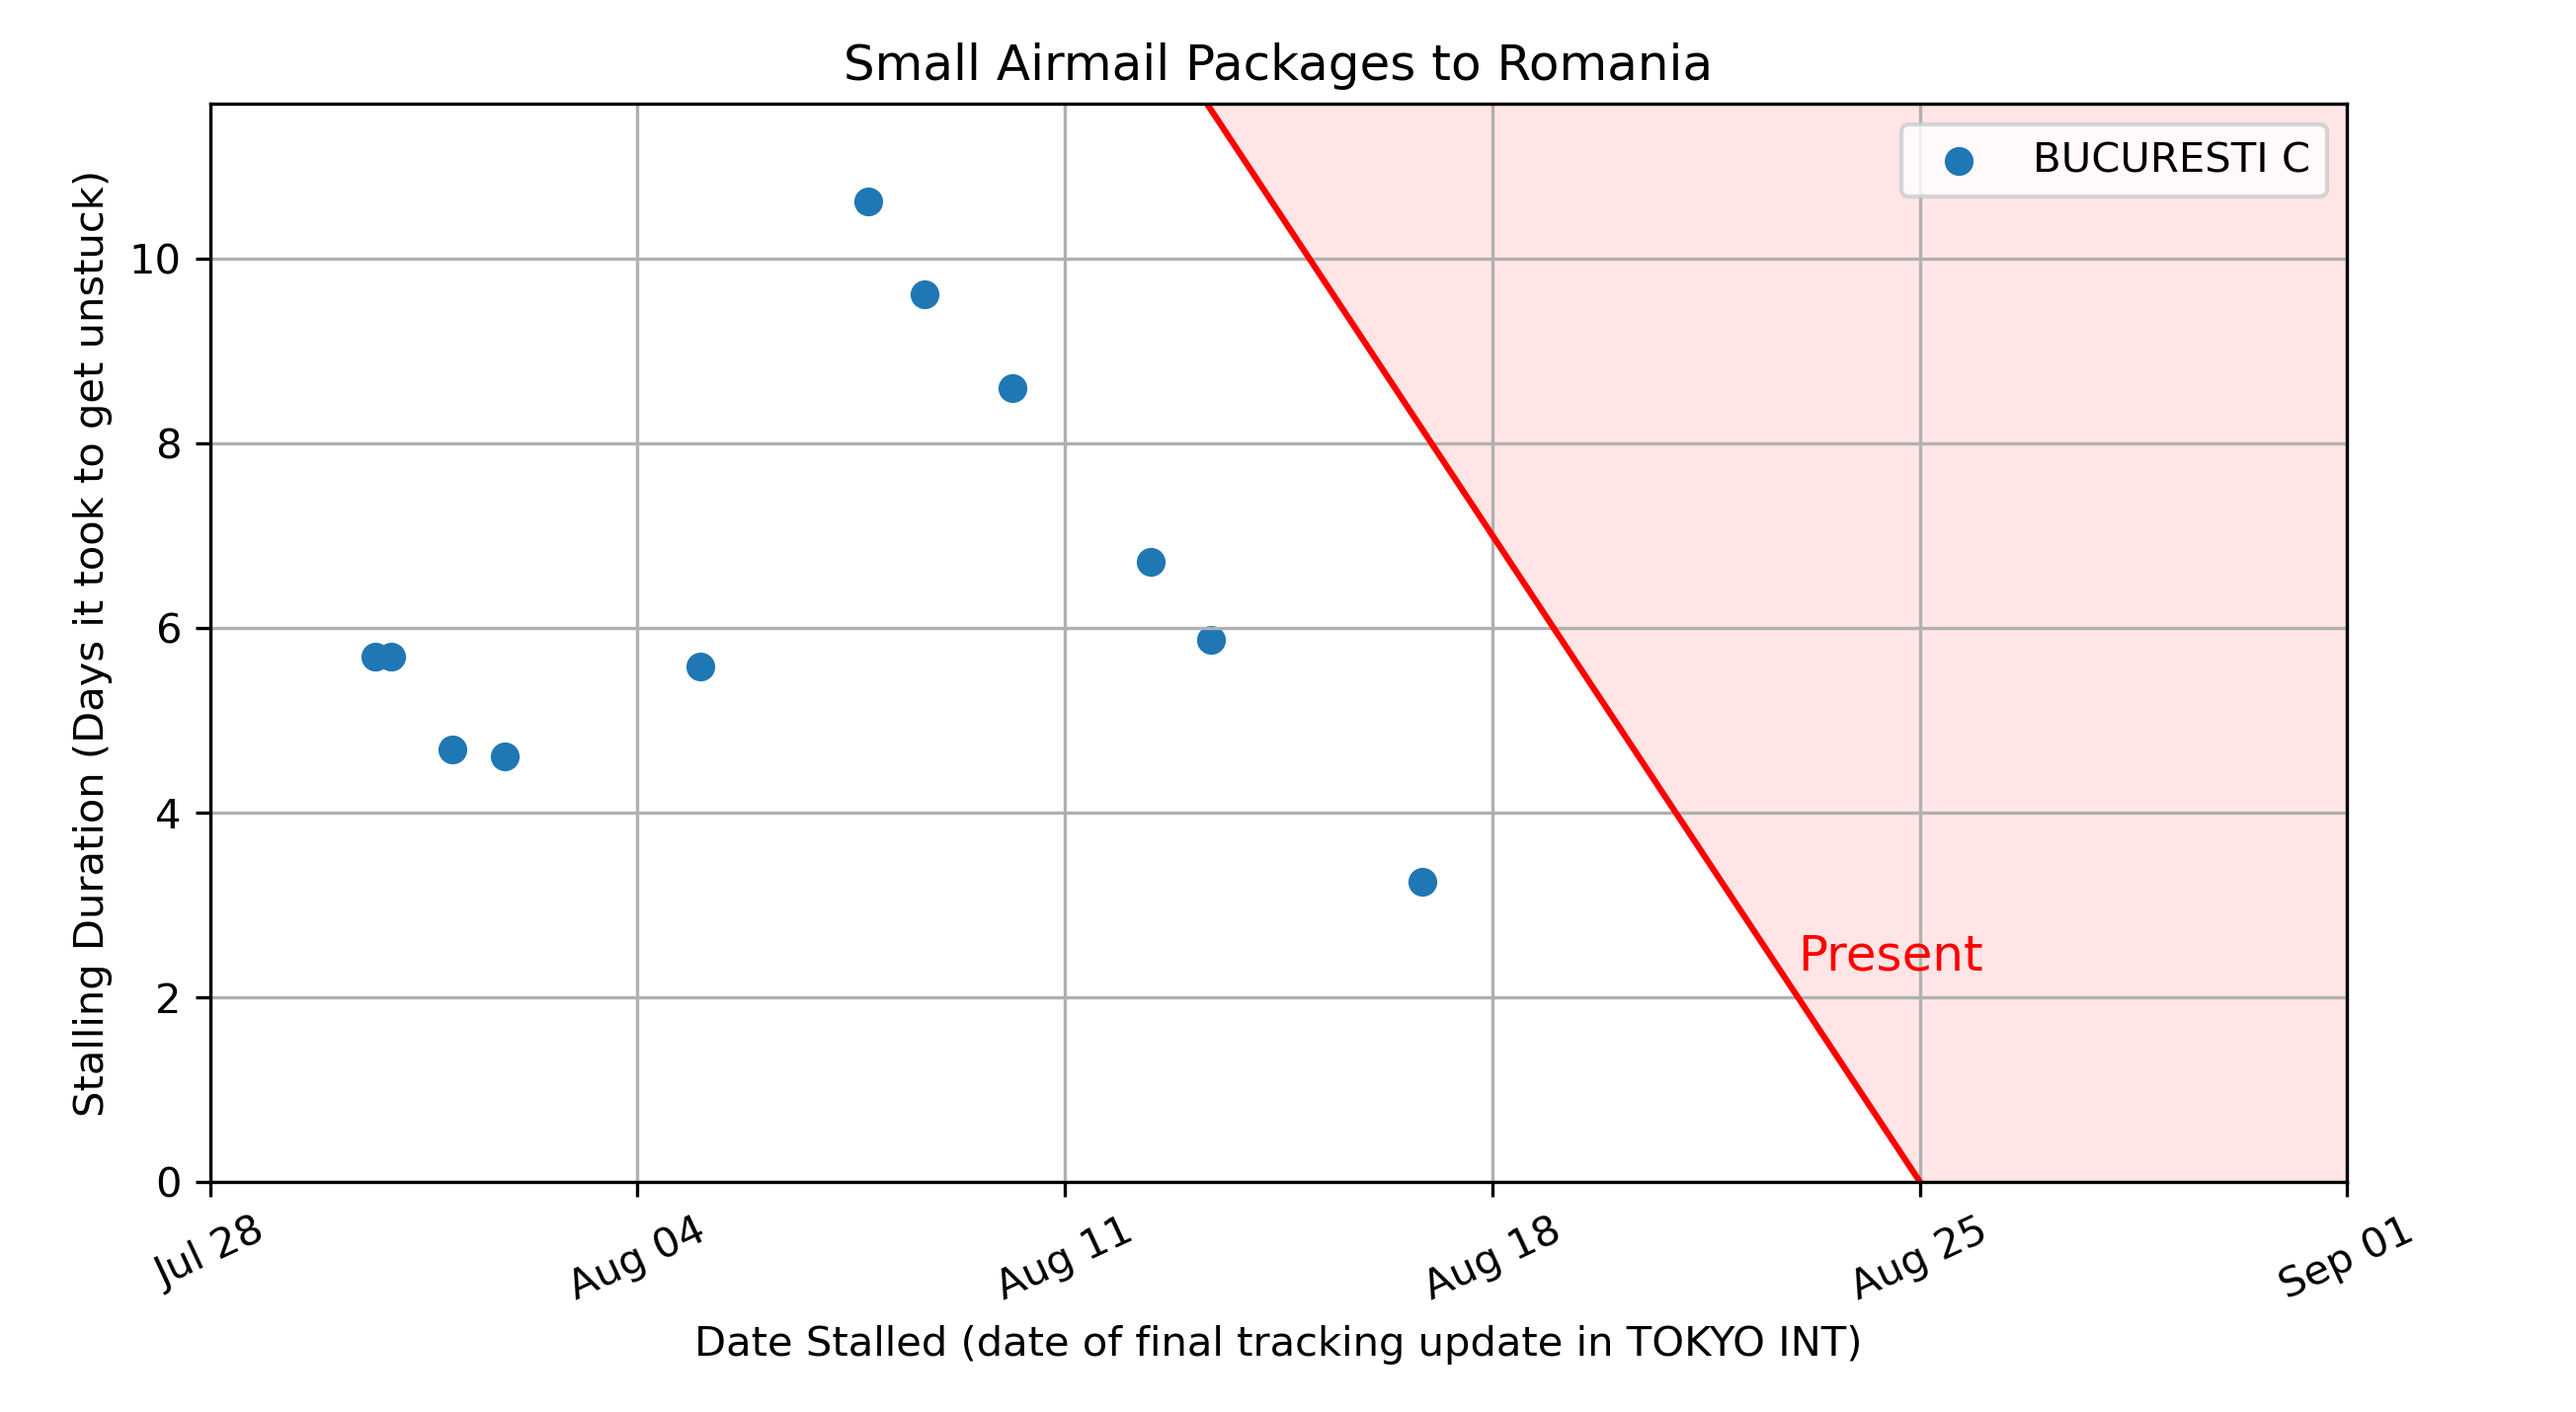 Small Airmail Packages to Romania
BUCURESTI C
Stalling Duration (Days it took to get unstuck)
10
8
6
4
2
0
Present
Jul 28
Aug 04
Aug 11
Aug 18
Aug 25
Sep 01
Date Stalled (date of final tracking update in TOKYO INT)